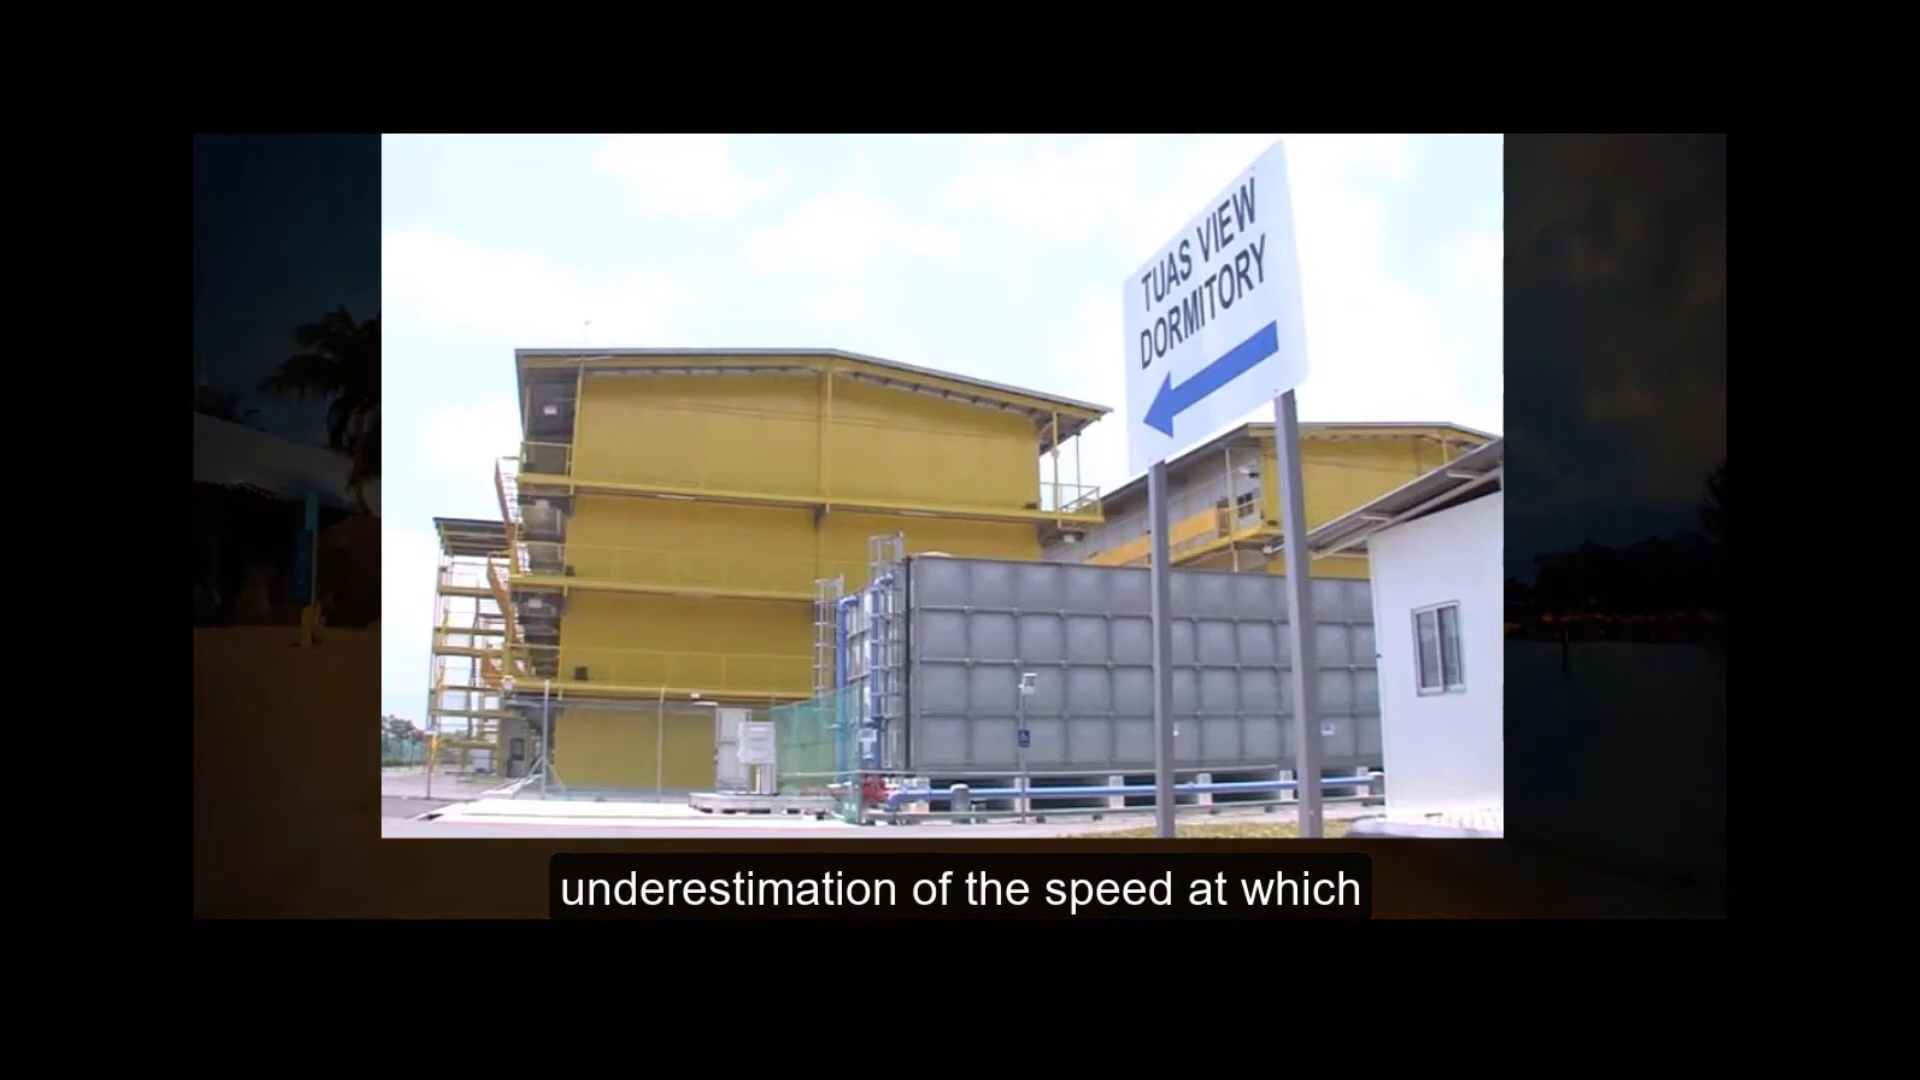 TUAS VIEW
DORMITORY
underestimation of the speed at which